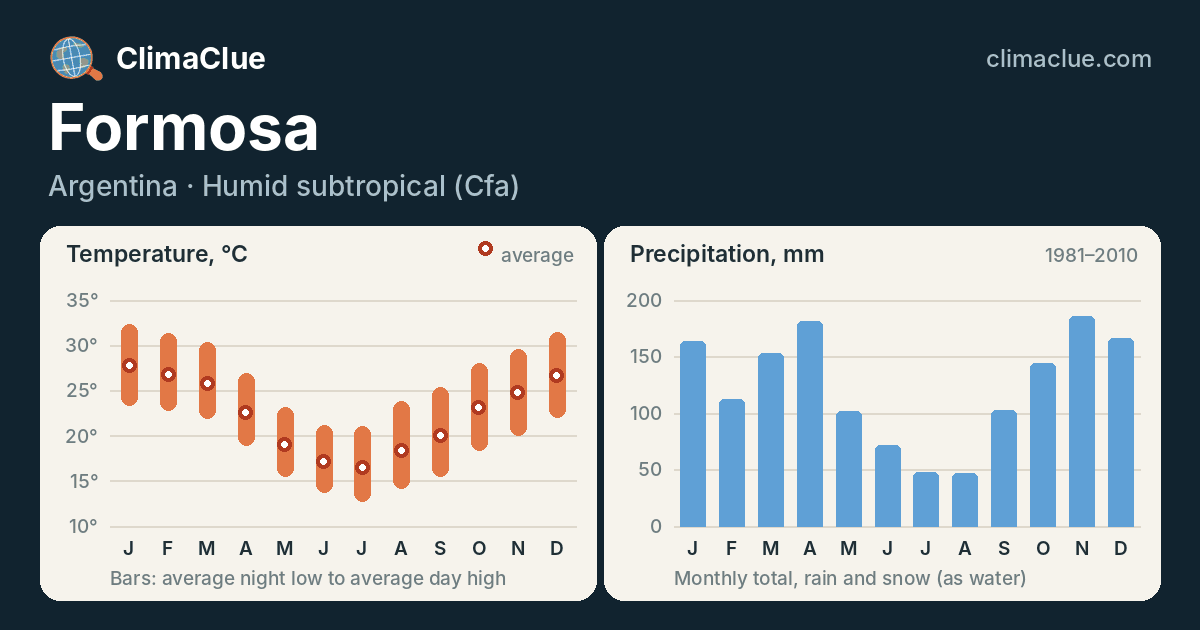 ClimaClue
climaclue.com
Formosa
Argentina · Humid subtropical (Cfa)
Temperature, °C
average
35°
30°
25°
20°
15°
10°
J F M A M J J A S O N D
Bars: average night low to average day high
Precipitation, mm
1981–2010
200
150
100
50
0
J F M A M J J A S O N D
Monthly total, rain and snow (as water)